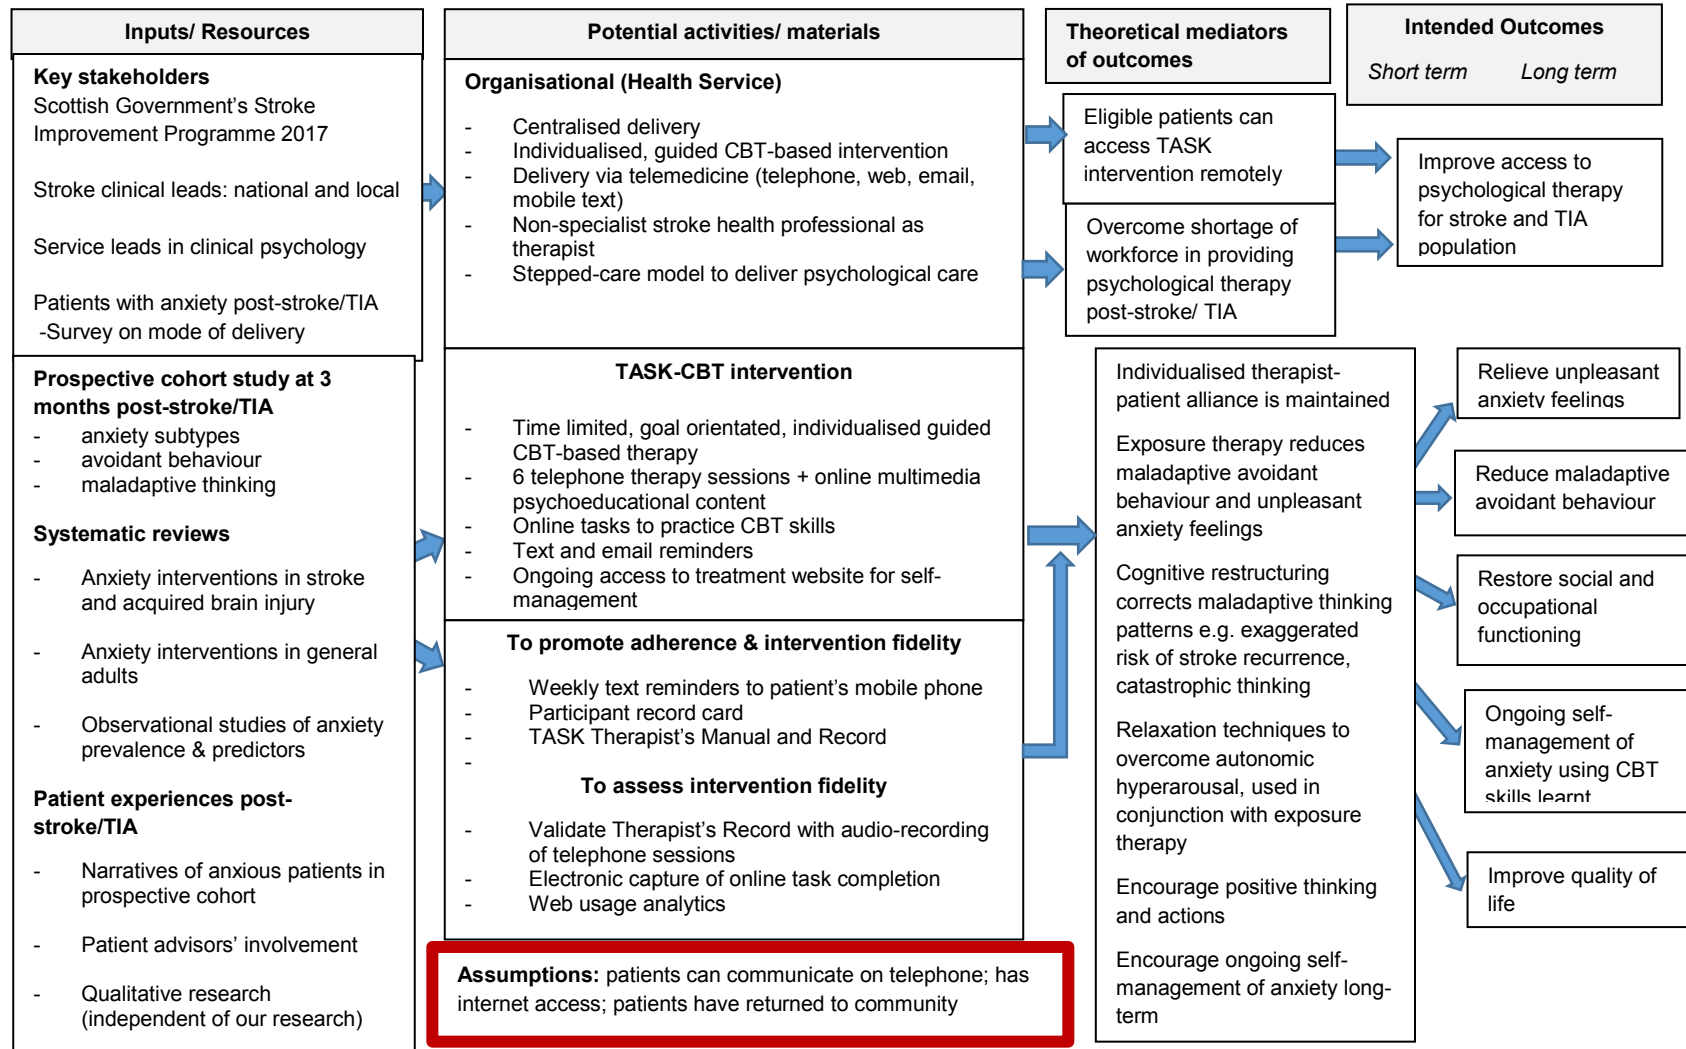 Inputs/ Resources
Key stakeholders
Scottish Government's Stroke
Improvement Programme 2017
Stroke clinical leads: national and local
Service leads in clinical psychology
Patients with anxiety post-stroke/TIA
-Survey on mode of delivery
Prospective cohort study at 3
months post-stroke/TIA
- anxiety subtypes
- avoidant behaviour
- maladaptive thinking
Systematic reviews
- Anxiety interventions in stroke
and acquired brain injury
- Anxiety interventions in general
adults
- Observational studies of anxiety
prevalence & predictors
Patient experiences post-
stroke/TIA
- Narratives of anxious patients in
prospective cohort
- Patient advisors' involvement
- Qualitative research
(independent of our research)
Potential activities/ materials
Organisational (Health Service)
- Centralised delivery
- Individualised, guided CBT-based intervention
- Delivery via telemedicine (telephone, web, email,
mobile text)
- Non-specialist stroke health professional as
therapist
- Stepped-care model to deliver psychological care
TASK-CBT intervention
- Time limited, goal orientated, individualised guided
CBT-based therapy
- 6 telephone therapy sessions + online multimedia
psychoeducational content
- Online tasks to practice CBT skills
- Text and email reminders
- Ongoing access to treatment website for self-
management
To promote adherence & intervention fidelity
- Weekly text reminders to patient's mobile phone
- Participant record card
- TASK Therapist's Manual and Record
-
To assess intervention fidelity
- Validate Therapist's Record with audio-recording
of telephone sessions
- Electronic capture of online task completion
- Web usage analytics
Assumptions: patients can communicate on telephone; has
internet access; patients have returned to community
Theoretical mediators
of outcomes
Eligible patients can
access TASK
intervention remotely
Overcome shortage of
workforce in providing
psychological therapy
post-stroke/ TIA
Individualised therapist-
patient alliance is maintained
Exposure therapy reduces
maladaptive avoidant
behaviour and unpleasant
anxiety feelings
Cognitive restructuring
corrects maladaptive thinking
patterns e.g. exaggerated
risk of stroke recurrence,
catastrophic thinking
Relaxation techniques to
overcome autonomic
hyperarousal, used in
conjunction with exposure
therapy
Encourage positive thinking
and actions
Encourage ongoing self-
management of anxiety long-
term
Intended Outcomes
Short term Long term
Improve access to
psychological therapy
for stroke and TIA
population
Relieve unpleasant
anxiety feelings
Reduce maladaptive
avoidant behaviour
Restore social and
occupational
functioning
Ongoing self-
management of
anxiety using CBT
skills learnt
Improve quality of
life